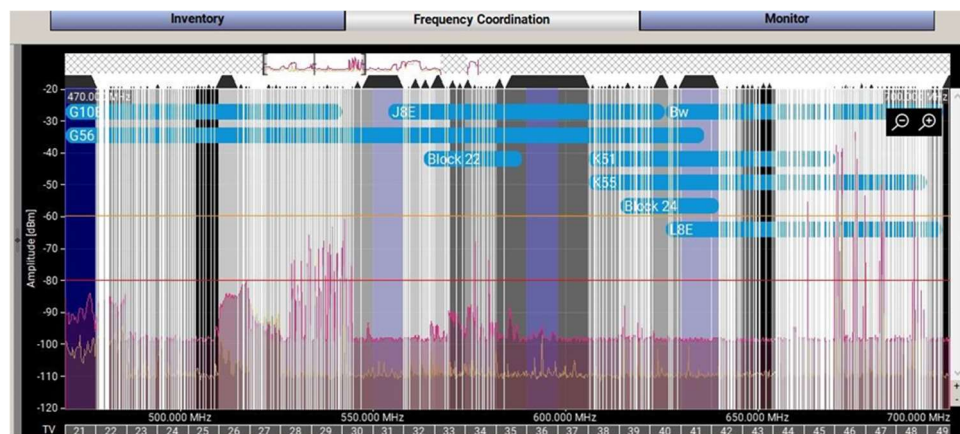 Inventory Frequency Coordination Monitor
-20
470.000 MHz
G10E J8E Bw
-30
G56
-40
Block 22 K51
-50
K55
Block 24
-60
L8E
-70
-80
-90
-100
-110
-120
Amplitude [dBm]
500.000 MHz 550.000 MHz 600.000 MHz 650.000 MHz 700.000 MHz
TV 21 22 23 24 25 26 27 28 29 30 31 32 33 34 35 36 37 38 39 40 41 42 43 44 45 46 47 48 49